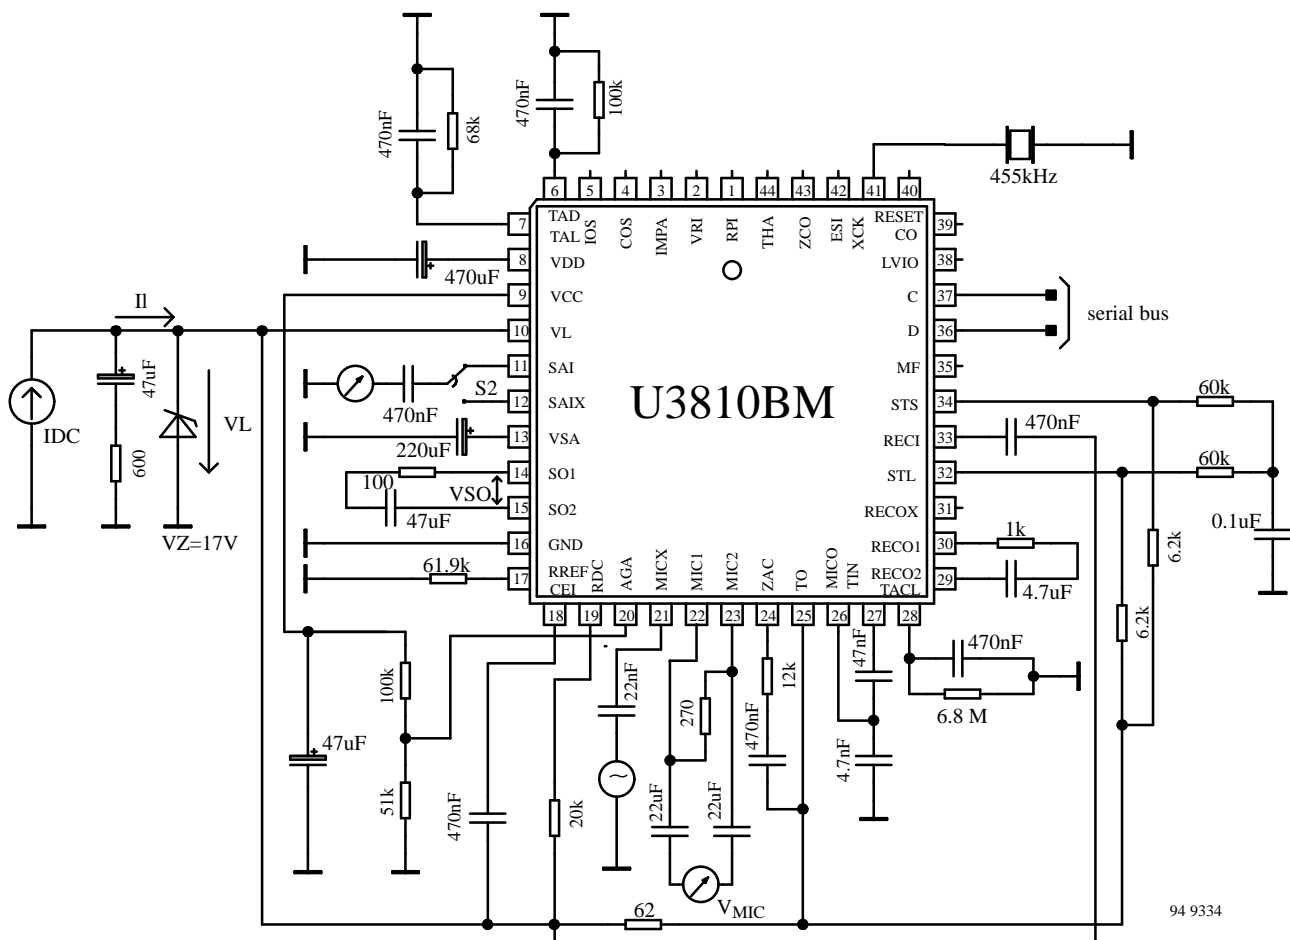 470nF
68k
470nF
100k
455kHz
6
5
4
3
2
1
44
43
42
41
40
TAD
TAL
IOS
COS
IMPA
VRI
RPI
THA
ZCO
ESI
XCK
RESET
CO
7
8
VDD
9
VCC
10
VL
11
SAI
12
SAIX
13
VSA
14
SO1
15
SO2
16
GND
17
RREF
CEI
39
38
LVIO
37
C
36
D
35
MF
34
STS
33
RECI
32
STL
31
RECOX
30
RECO1
29
RECO2
TACL
U3810BM
RDC
AGA
MICX
MIC1
MIC2
ZAC
TO
MICO
TIN
18
19
20
21
22
23
24
25
26
27
28
470uF
Il
47uF
IDC
600
VL
VZ=17V
S2
470nF
220uF
100
VSO
47uF
61.9k
serial bus
60k
470nF
60k
0.1uF
1k
4.7uF
6.2k
6.2k
100k
47uF
51k
470nF
20k
22nF
~
270
22uF
22uF
VMIC
12k
470nF
47nF
4.7nF
470nF
6.8 M
62
94 9334